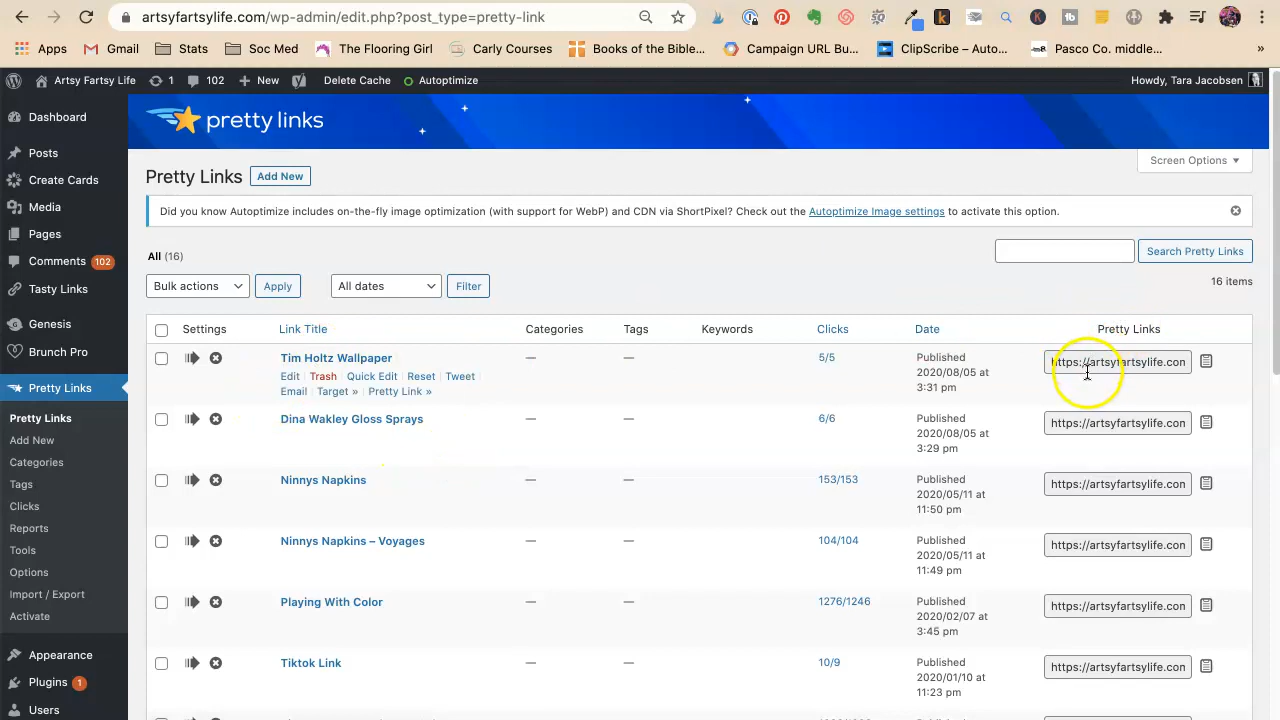 artsyfartsylife.com/wp-admin/edit.php?post_type=pretty-link
Apps Gmail Stats Soc Med The Flooring Girl Carly Courses Books of the Bible... Campaign URL Bu... ClipScribe – Auto... Pasco Co. middle... »
Artsy Fartsy Life 1 102 New Delete Cache Autoptimize Howdy, Tara Jacobsen
Dashboard
Posts
Create Cards
Media
Pages
Comments 102
Tasty Links
Genesis
Brunch Pro
Pretty Links
Pretty Links
Add New
Categories
Tags
Clicks
Reports
Tools
Options
Import / Export
Activate
Appearance
Plugins 1
Users
pretty links
Screen Options
Pretty Links Add New
Did you know Autoptimize includes on-the-fly image optimization (with support for WebP) and CDN via ShortPixel? Check out the Autoptimize Image settings to activate this option.
All (16)
Search Pretty Links
Bulk actions Apply All dates Filter
16 items
Settings Link Title Categories Tags Keywords Clicks Date Pretty Links
Tim Holtz Wallpaper — — 5/5 Published https://artsyfartsylife.con
Edit Trash Quick Edit Reset Tweet 2020/08/05 at
Email Target » Pretty Link » 3:31 pm
Dina Wakley Gloss Sprays — — 6/6 Published https://artsyfartsylife.con
2020/08/05 at
3:29 pm
Ninnys Napkins — — 153/153 Published https://artsyfartsylife.con
2020/05/11 at
11:50 pm
Ninnys Napkins – Voyages — — 104/104 Published https://artsyfartsylife.con
2020/05/11 at
11:49 pm
Playing With Color — — 1276/1246 Published https://artsyfartsylife.con
2020/02/07 at
3:45 pm
Tiktok Link — — 10/9 Published https://artsyfartsylife.con
2020/01/10 at
11:23 pm